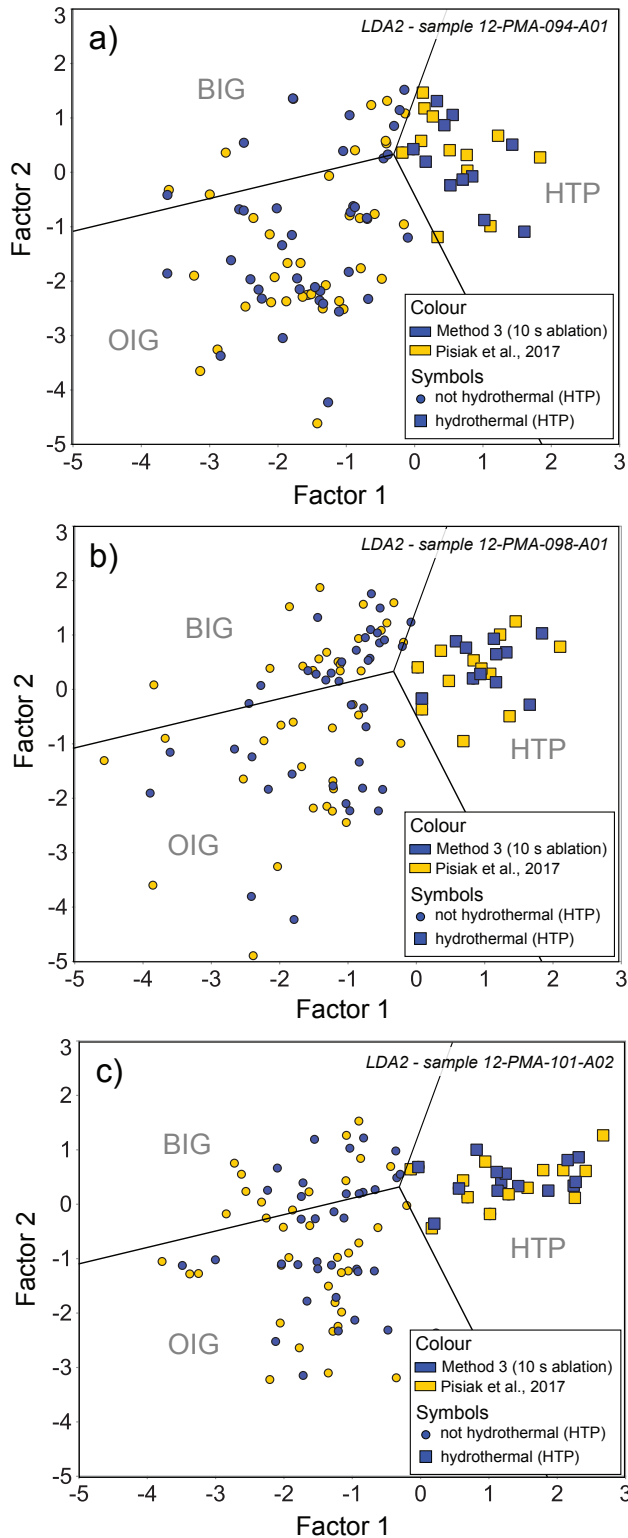 a)
LDA2 - sample 12-PMA-094-A01
3
2
1
0
-1
-2
-3
-4
-5
Factor 2
BIG
HTP
OIG
Colour
Method 3 (10 s ablation)
Pisiak et al., 2017
Symbols
not hydrothermal (HTP)
hydrothermal (HTP)
-5 -4 -3 -2 -1 0 1 2 3
Factor 1
b)
LDA2 - sample 12-PMA-098-A01
3
2
1
0
-1
-2
-3
-4
-5
Factor 2
BIG
HTP
OIG
Colour
Method 3 (10 s ablation)
Pisiak et al., 2017
Symbols
not hydrothermal (HTP)
hydrothermal (HTP)
-5 -4 -3 -2 -1 0 1 2 3
Factor 1
c)
LDA2 - sample 12-PMA-101-A02
3
2
1
0
-1
-2
-3
-4
-5
Factor 2
BIG
HTP
OIG
Colour
Method 3 (10 s ablation)
Pisiak et al., 2017
Symbols
not hydrothermal (HTP)
hydrothermal (HTP)
-5 -4 -3 -2 -1 0 1 2 3
Factor 1